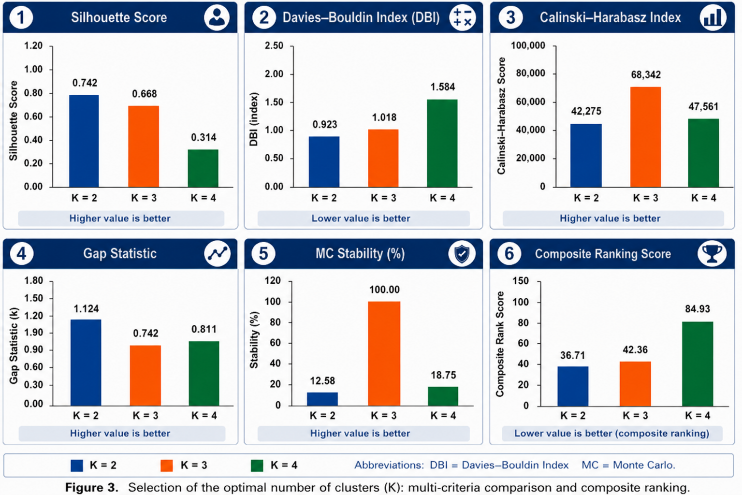 1 Silhouette Score
Silhouette Score
1.20
1.00
0.80
0.60
0.40
0.20
0.00
0.742
0.668
0.314
K = 2 K = 3 K = 4
Higher value is better
2 Davies–Bouldin Index (DBI)
DBI (index)
2.50
2.00
1.50
1.00
0.50
0.00
0.923
1.018
1.584
K = 2 K = 3 K = 4
Lower value is better
3 Calinski–Harabasz Index
Calinski–Harabasz Score
100,000
80,000
60,000
40,000
20,000
0
42,275
68,342
47,561
K = 2 K = 3 K = 4
Higher value is better
4 Gap Statistic
Gap Statistic (k)
1.80
1.50
1.20
1.90
0.90
0.60
0.30
0.00
1.124
0.742
0.811
K = 2 K = 3 K = 4
Higher value is better
5 MC Stability (%)
Stability (%)
120
100
80
60
40
20
0
12.58
100.00
18.75
K = 2 K = 3 K = 4
Higher value is better
6 Composite Ranking Score
Composite Rank Score
150
120
100
80
60
40
20
0
36.71
42.36
84.93
K = 2 K = 3 K = 4
Lower value is better (composite ranking)
K = 2 K = 3 K = 4 Abbreviations: DBI = Davies–Bouldin Index MC = Monte Carlo.
Figure 3. Selection of the optimal number of clusters (K): multi-criteria comparison and composite ranking.